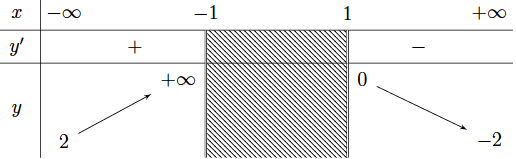 x −∞ −1 1 +∞
y′ + −
+∞ 0
y
2 −2